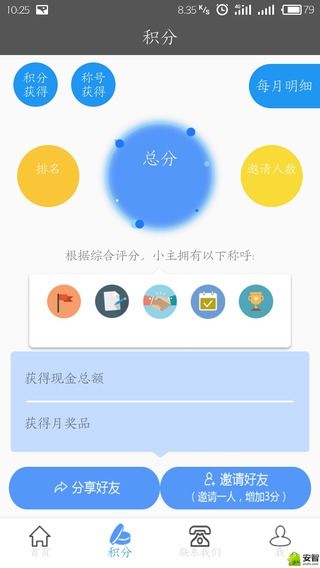 10:25
8.35 K/s
4G
79
积分
积分
获得
称号
获得
每月明细
排名
总分
邀请人数
根据综合评分，小主拥有以下称呼:
获得现金总额
获得月奖品
分享好友
邀请好友
（邀请一人，增加3分）
首页
积分
联系我们
我
安智